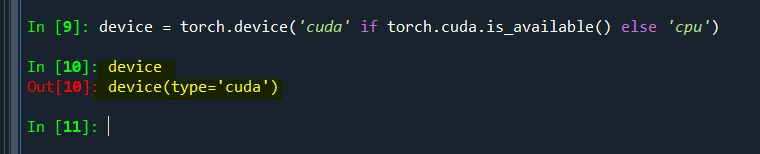 In [9]: device = torch.device('cuda' if torch.cuda.is_available() else 'cpu')
In [10]: device
Out[10]: device(type='cuda')
In [11]: